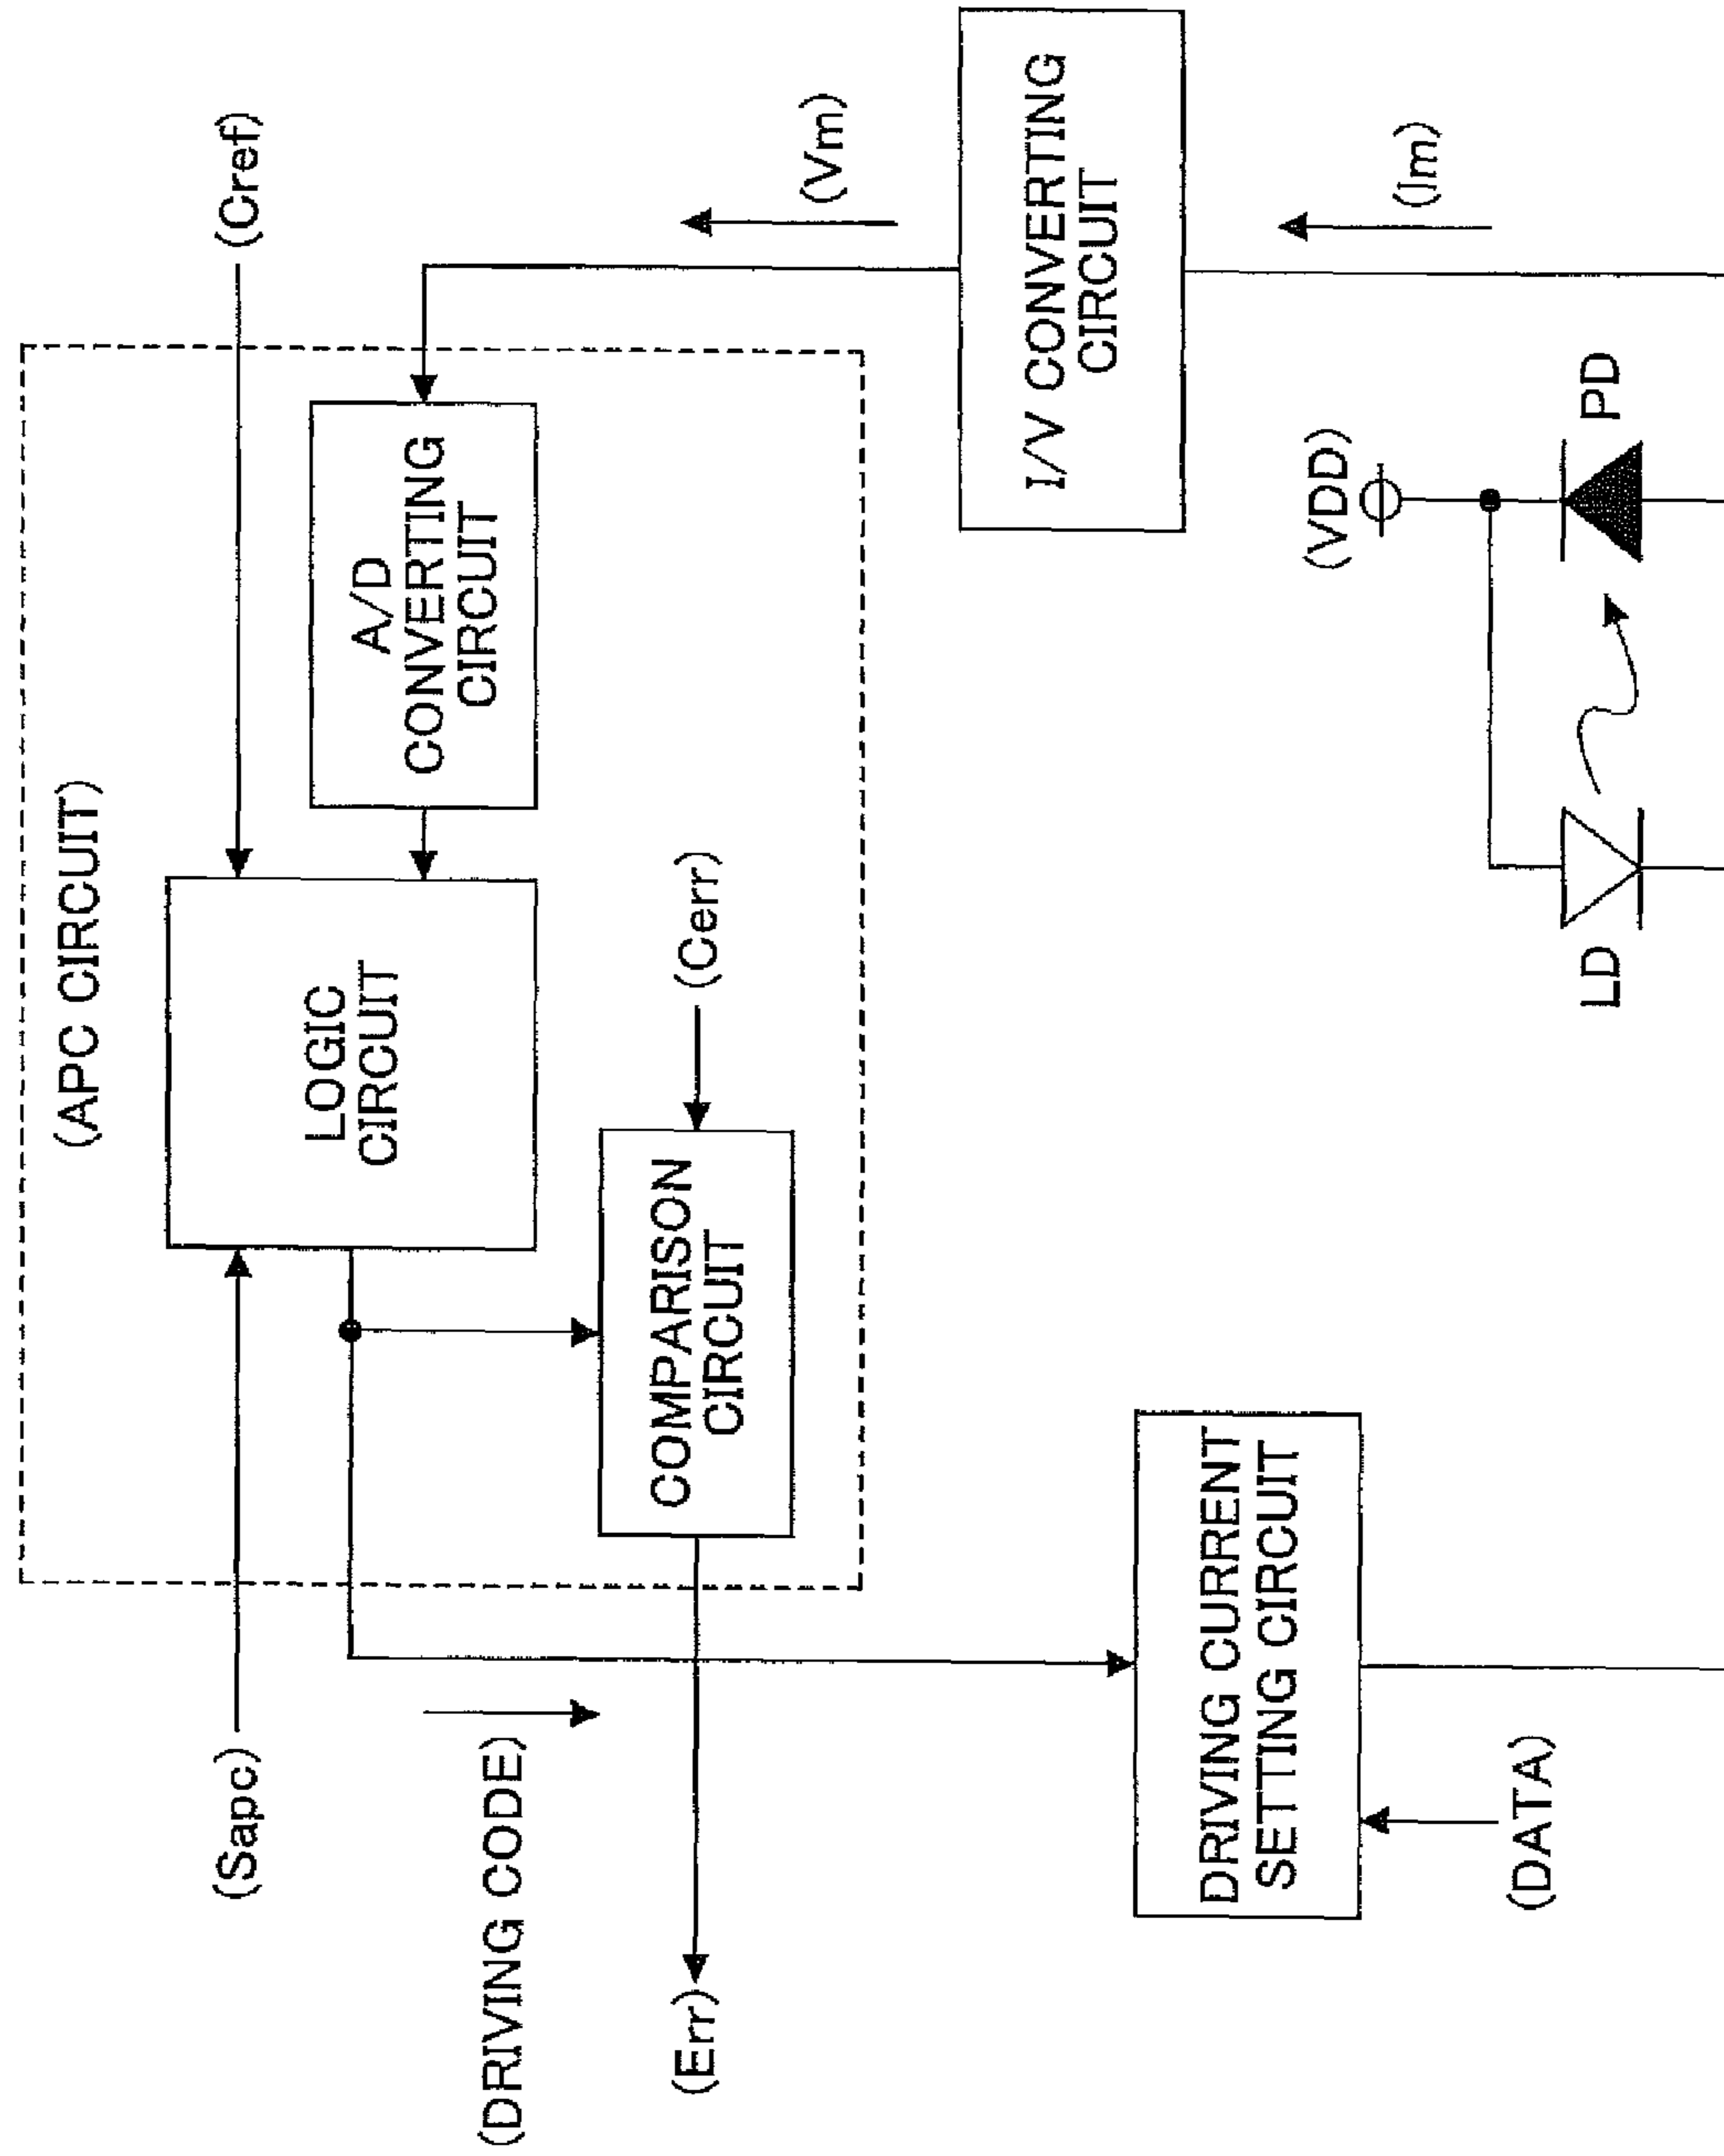 (APC CIRCUIT)
(Sapc)
(Cref)
LOGIC
CIRCUIT
A/D
CONVERTING
CIRCUIT
(DRIVING CODE)
COMPARISON
CIRCUIT
(Cerr)
(Err)
(Vm)
DRIVING CURRENT
SETTING CIRCUIT
I/V CONVERTING
CIRCUIT
(DATA)
(VDD)
(Im)
LD
PD